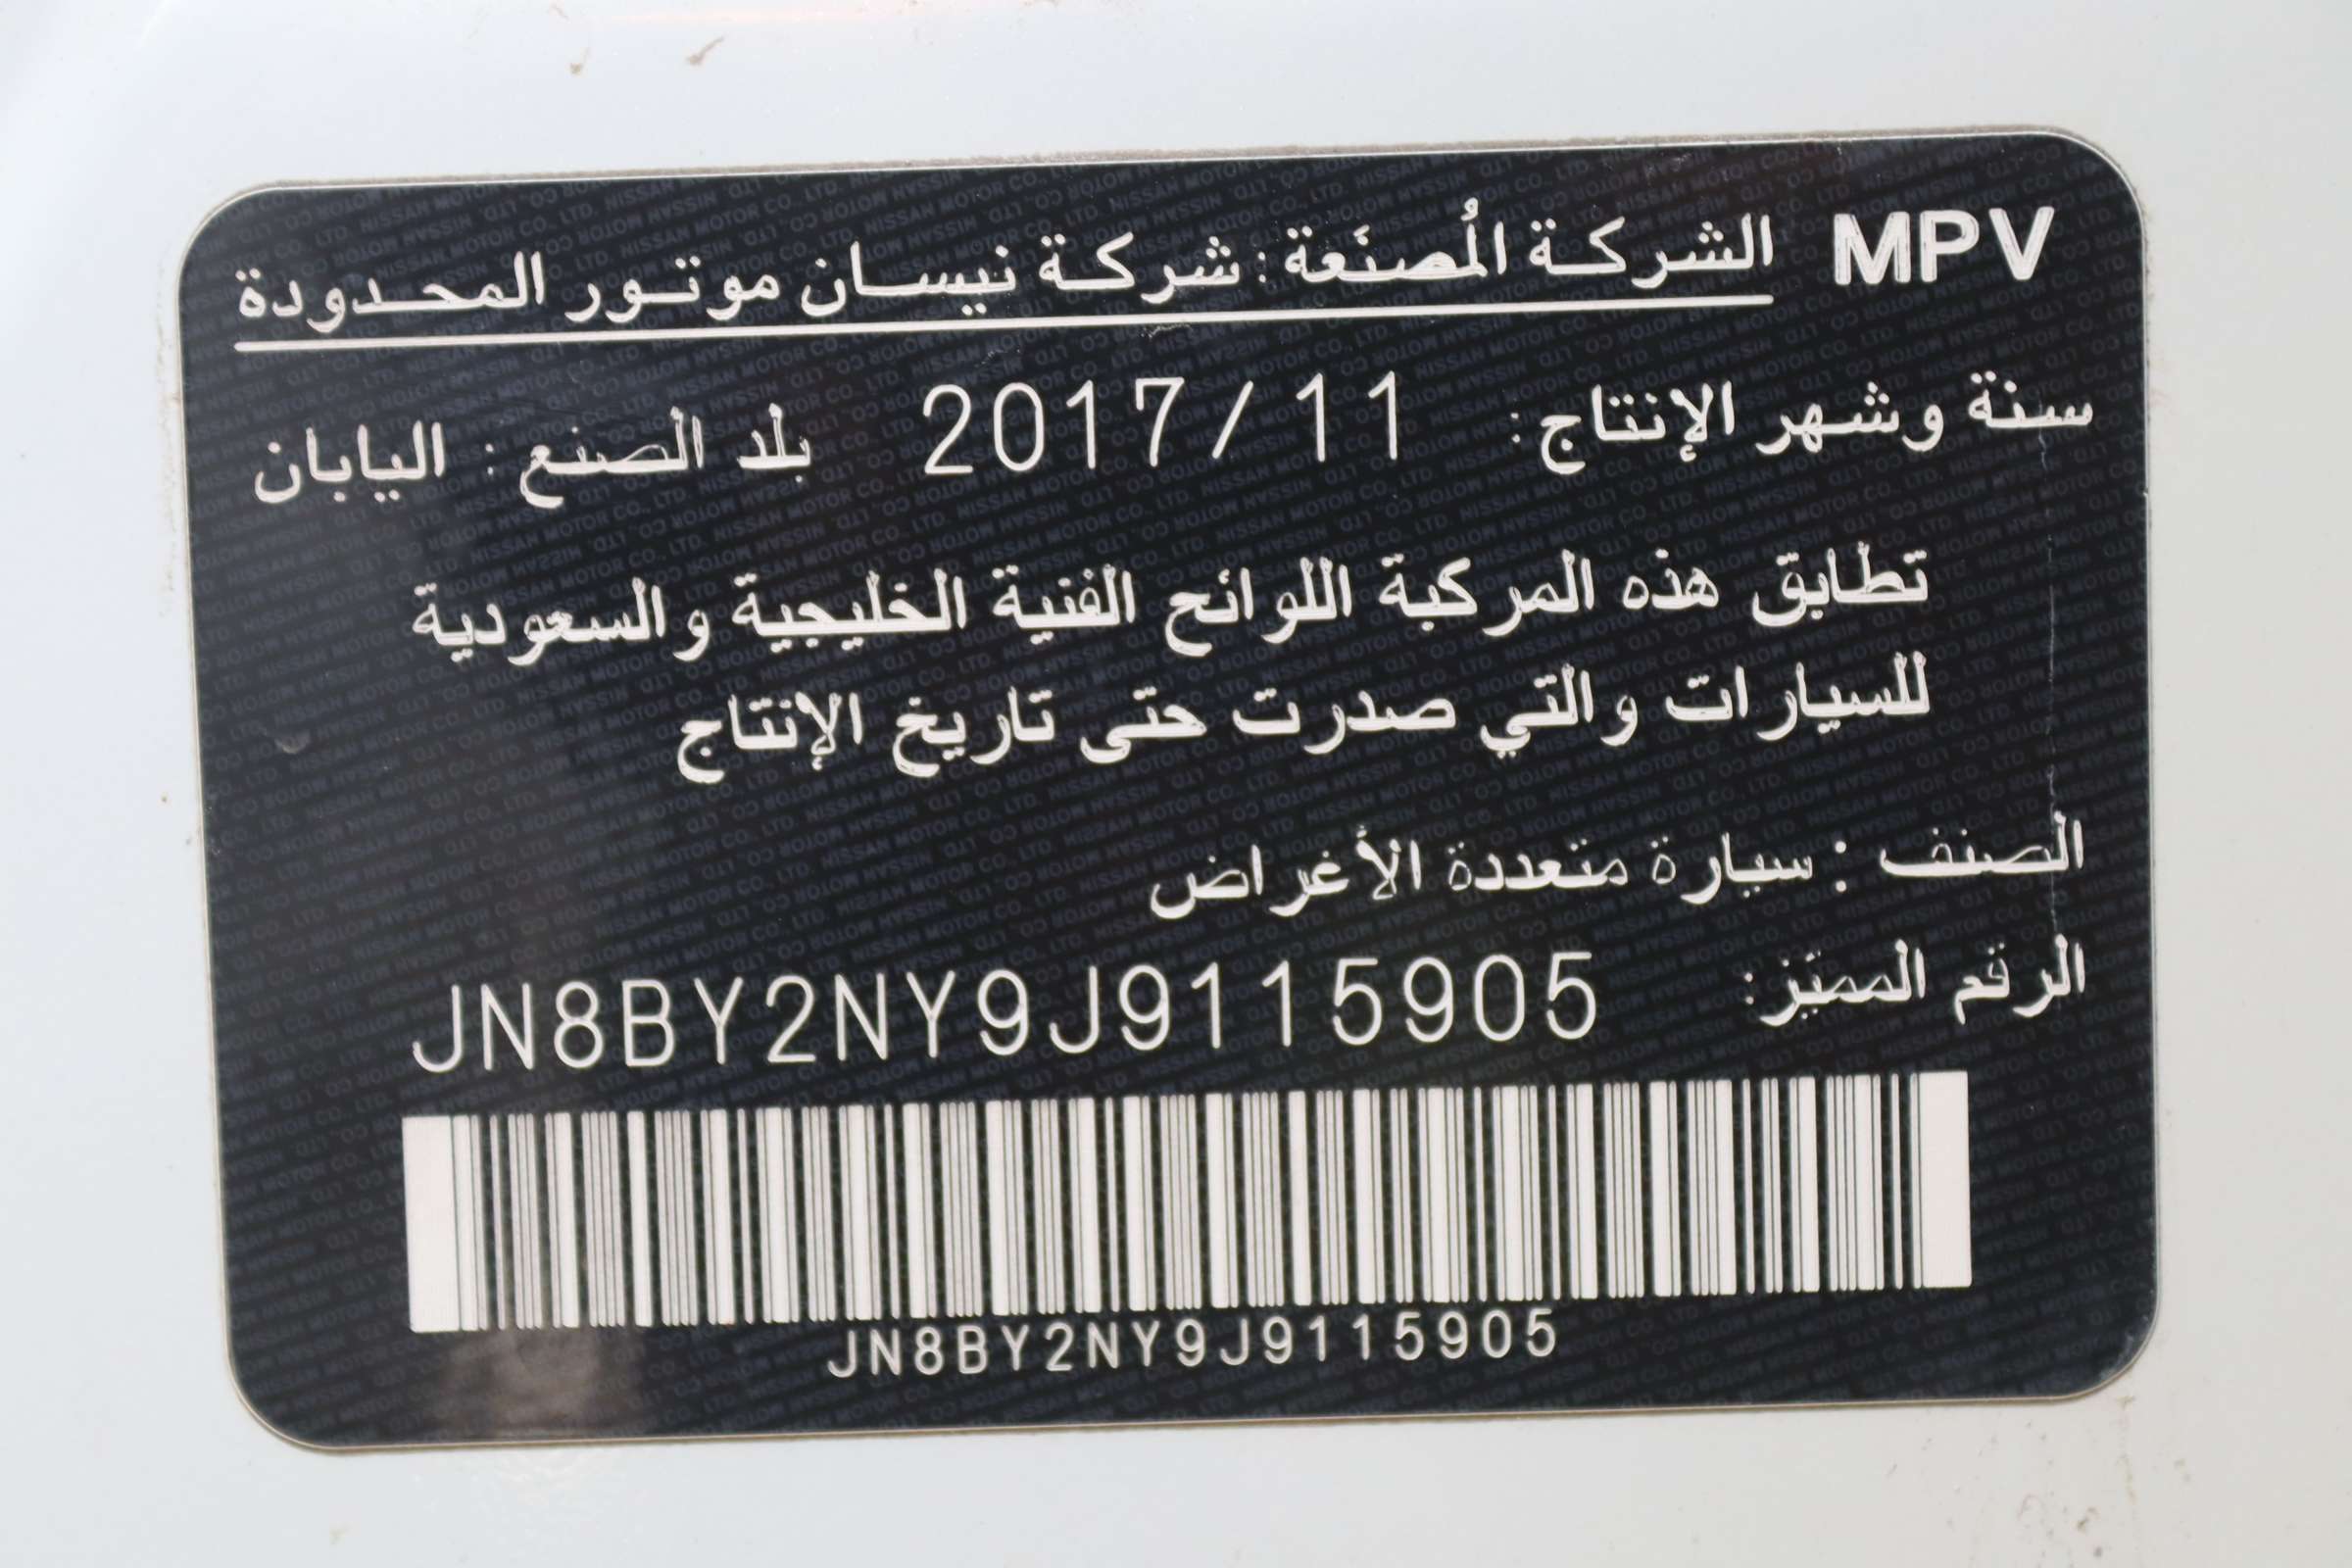 MPV الشركة المُصنَعة : شركة نيسان موتور المحدودة
سنة وشهر الإنتاج: 2017/11 بلد الصنع : اليابان
تطابق هذه المركبة اللوائح الفنية الخليجية والسعودية
للسيارات والتي صدرت حتى تاريخ الإنتاج
الصنف : سيارة متعددة الأغراض
الرقم المميّز: JN8BY2NY9J9115905
JN8BY2NY9J9115905